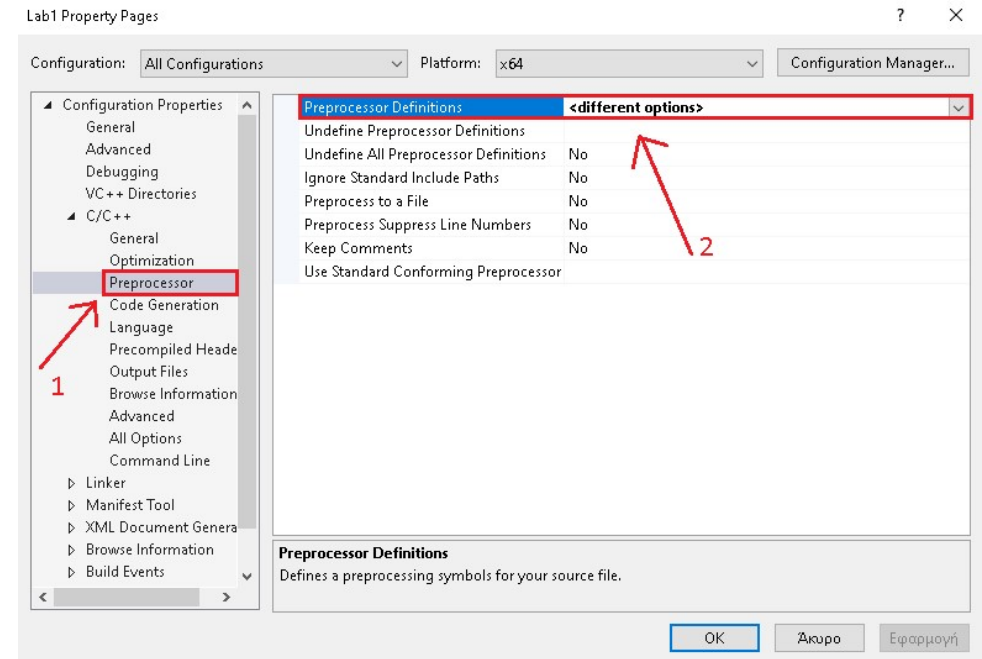 Lab1 Property Pages ? ×
Configuration: All Configurations Platform: x64 Configuration Manager...
Configuration Properties
General
Advanced
Debugging
VC++ Directories
C/C++
General
Optimization
Preprocessor
Code Generation
Language
Precompiled Heade
Output Files
Browse Information
Advanced
All Options
Command Line
Linker
Manifest Tool
XML Document Genera
Browse Information
Build Events
1
Preprocessor Definitions <different options>
Undefine Preprocessor Definitions
Undefine All Preprocessor Definitions No
Ignore Standard Include Paths No
Preprocess to a File No
Preprocess Suppress Line Numbers No
Keep Comments No
Use Standard Conforming Preprocessor
2
Preprocessor Definitions
Defines a preprocessing symbols for your source file.
OK Άκυρο Εφαρμογή